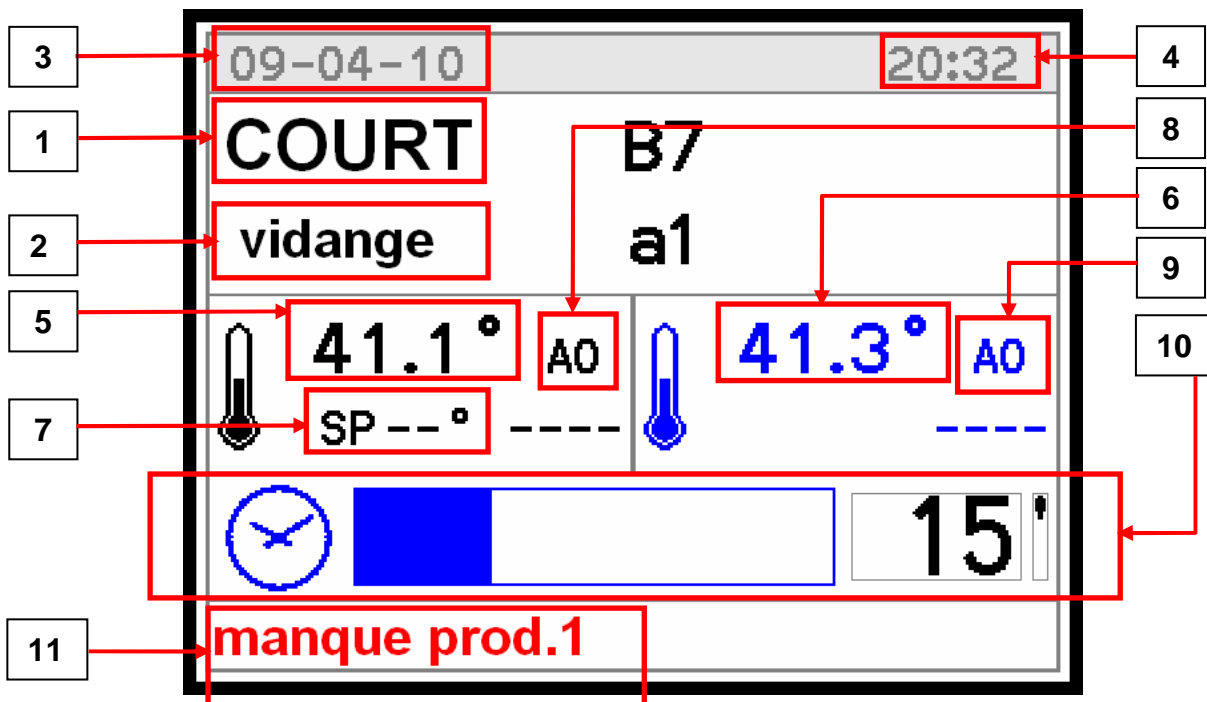 3
09-04-10
20:32
4
1
COURT
B7
8
2
vidange
a1
6
9
5
41.1°
A0
41.3°
A0
10
7
SP--° ----
----
15'
11
manque prod.1